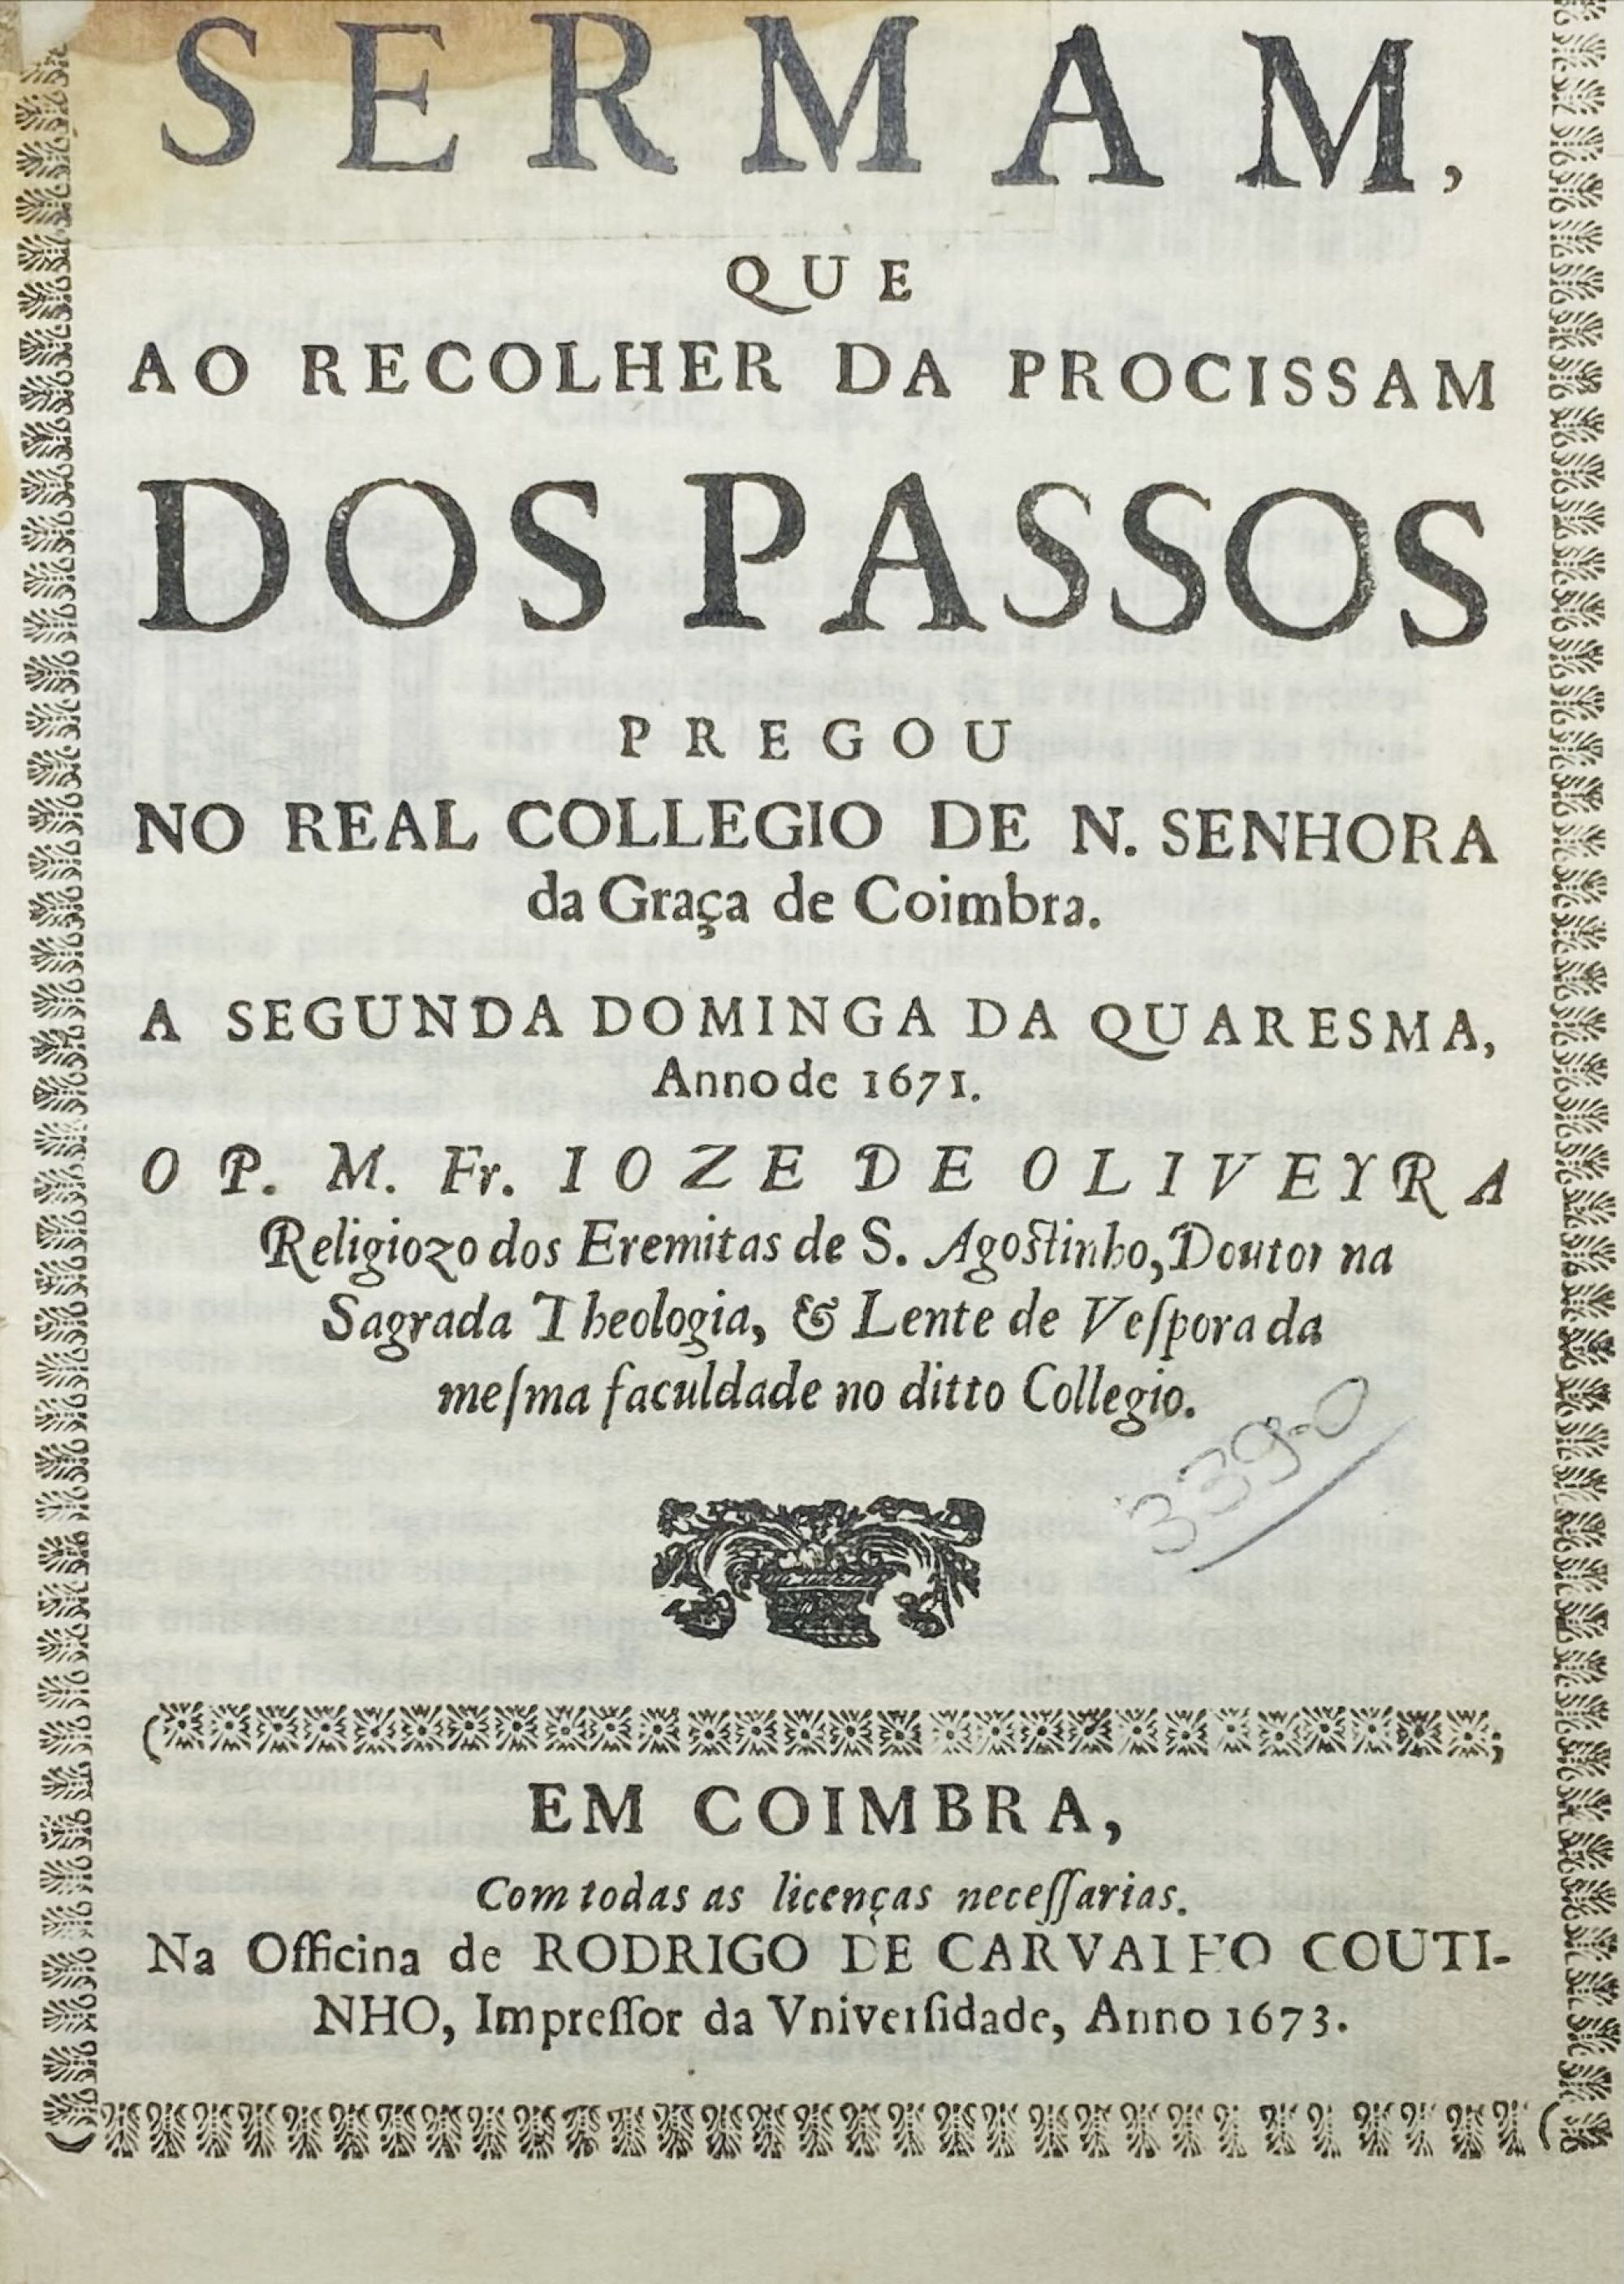 SERMAM,
QUE
AO RECOLHER DA PROCISSAM
DOS PASSOS
PREGOU
NO REAL COLLEGIO DE N. SENHORA
da Graça de Coimbra.
A SEGUNDA DOMINGA DA QUARESMA,
Anno de 1671.
O P. M. Fr. IOZE DE OLIVEYRA
Religiozo dos Eremitas de S. Agostinho, Doutor na
Sagrada Theologia, & Lente de Veſpora da
meſma faculdade no ditto Collegio.
339-0
EM COIMBRA,
Com todas as licenças neceſſarias.
Na Officina de RODRIGO DE CARVALHO COUTI-
NHO, Impreſſor da Vniverſidade, Anno 1673.